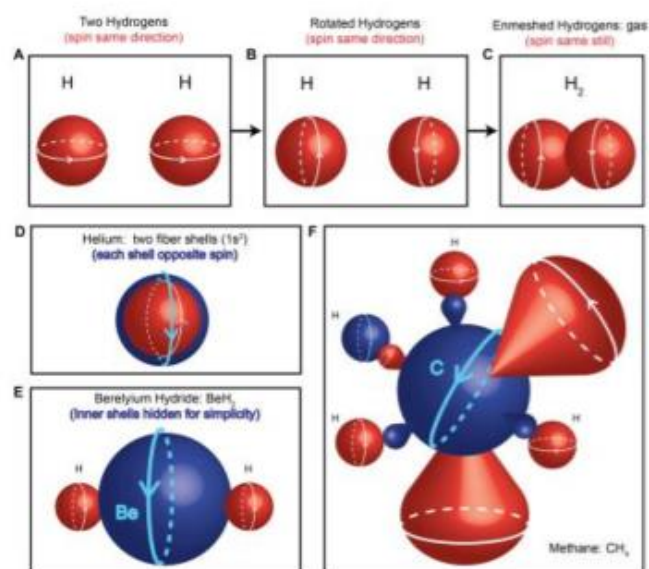 Two Hydrogens
(spin same direction)
Rotated Hydrogens
(spin same direction)
Enmeshed Hydrogens: gas
(spin same still)
A
H H
B
H H
C
H₂
D
Helium: two fiber shells (1s²)
(each shell opposite spin)
E
Berelyium Hydride: BeH₂
(Inner shells hidden for simplicity)
H
H
Be
F
H
H
C
H
H
Methane: CH₄